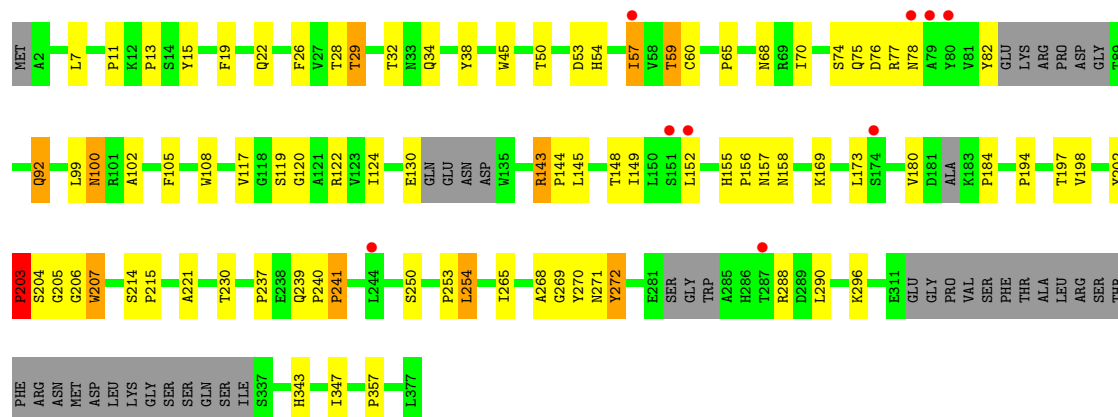 MET A2 L7 P11 K12 P13 S14 Y15 F19 Q22 F26 V27 T28 T29 T32 N33 Q34 Y38 W45 T50 D53 H54 I57 V58 T59 C60 P65 N68 R69 I70 S74 Q75 D76 R77 N78 A79 Y80 V81 Y82 GLU LYS ARG PRO ASP GLY T89
Q92 L99 N100 R101 A102 F105 W108 V117 G118 S119 G120 A121 R122 V123 I124 E130 GLN GLU ASN ASP W135 R143 P144 L145 T148 I149 L150 S151 L152 H155 P156 N157 N158 K169 L173 S174 V180 D181 ALA K183 P184 P194 T197 V198
P203 S204 G205 G206 W207 S214 P215 A221 T230 P237 E238 Q239 P240 P241 L244 S250 P253 L254 I265 A268 G269 Y270 N271 Y272 E281 SER GLY TRP A285 H286 T287 R288 D289 L290 K296 E311 GLU GLY PRO VAL SER PHE THR ALA LEU ARG SER THR
PHE ARG ASN MET ASP LEU LYS GLY SER SER GLN SER ILE S337 H343 I347 P357 L377